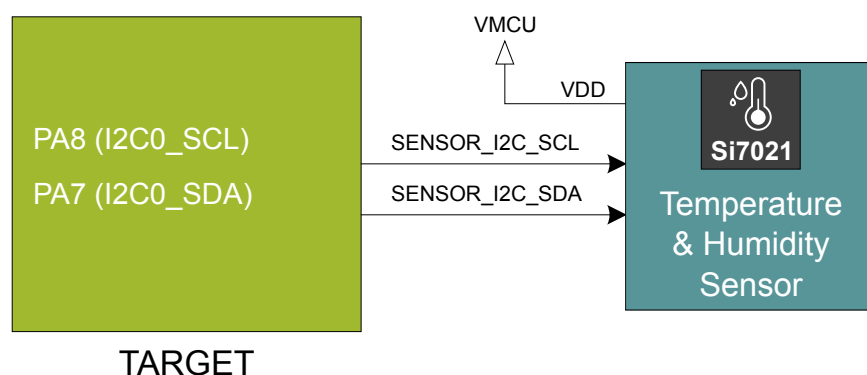 VMCU
VDD
PA8 (I2C0_SCL)
SENSOR_I2C_SCL
Si7021
PA7 (I2C0_SDA)
SENSOR_I2C_SDA
Temperature
& Humidity
Sensor
TARGET